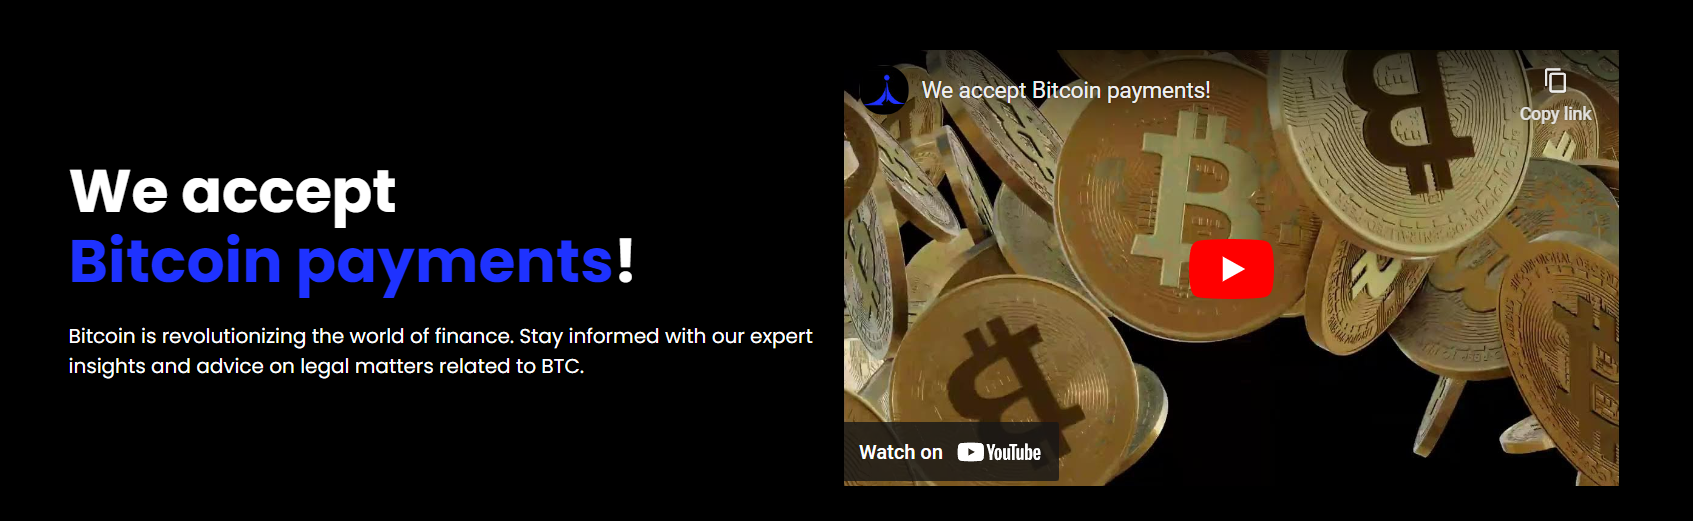 We accept
Bitcoin payments!
Bitcoin is revolutionizing the world of finance. Stay informed with our expert
insights and advice on legal matters related to BTC.
We accept Bitcoin payments!
Copy link
Watch on YouTube